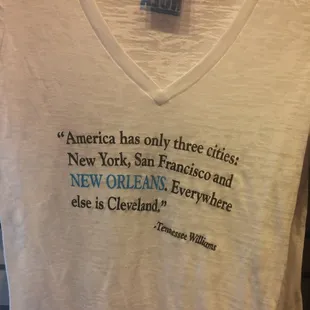 “America has only three cities:
New York, San Francisco and
NEW ORLEANS. Everywhere
else is Cleveland.”
-Tennessee Williams